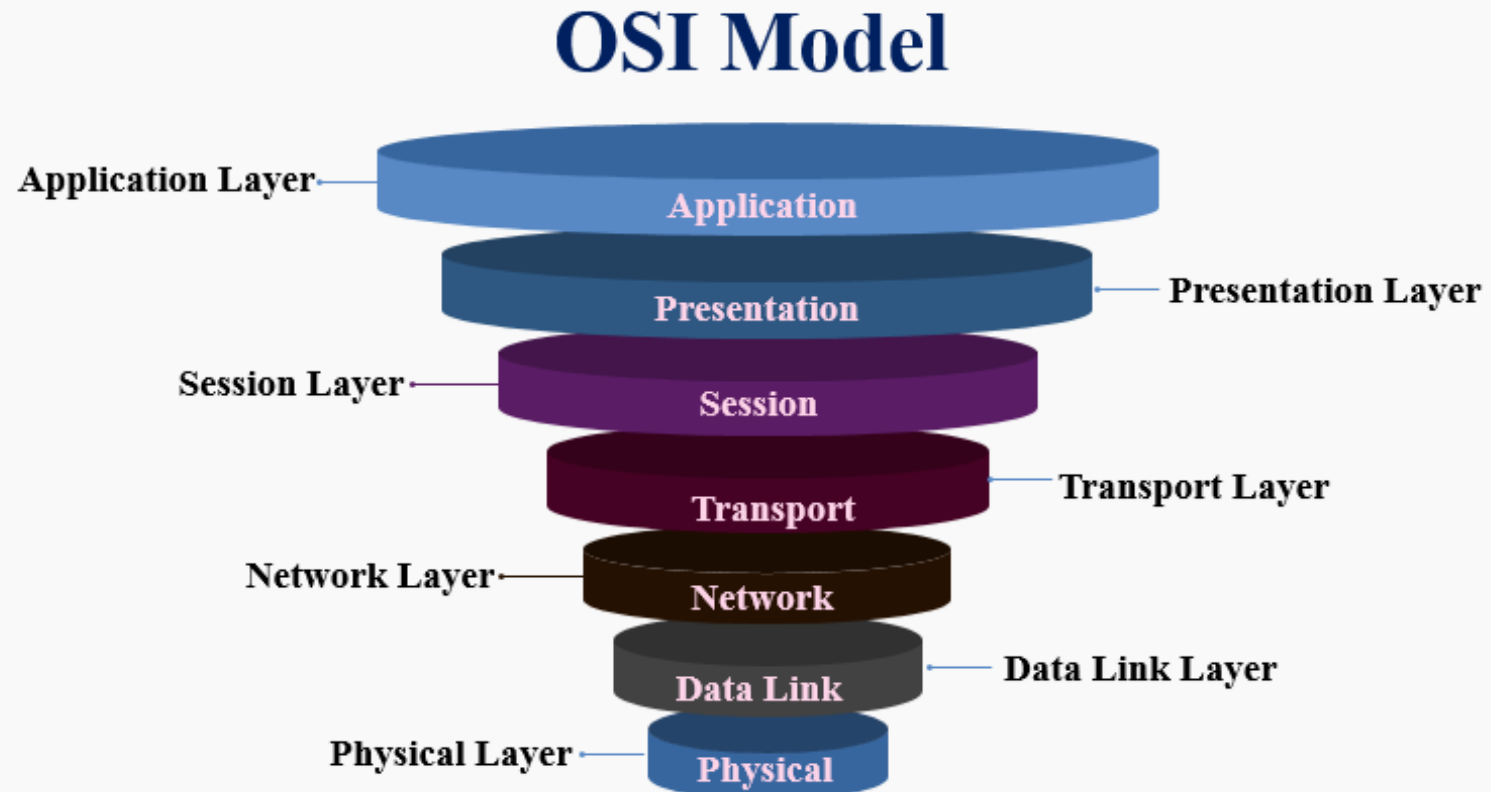 OSI Model
Application Layer
Application
Presentation
Presentation Layer
Session Layer
Session
Transport
Transport Layer
Network Layer
Network
Data Link
Data Link Layer
Physical Layer
Physical